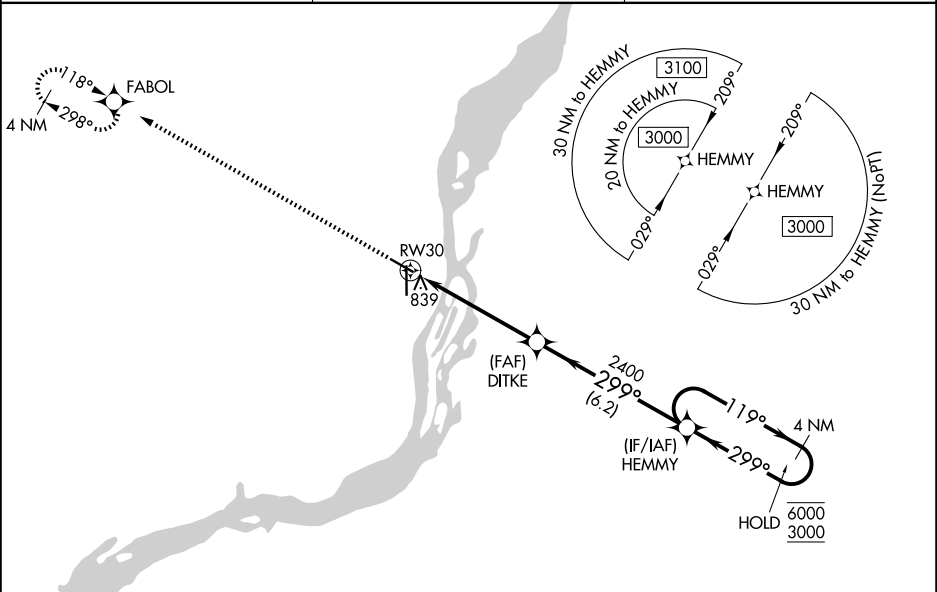 118°
FABOL
298°
4 NM
30 NM to HEMMY
3100
209°
20 NM to HEMMY
3000
HEMMY
029°
209°
HEMMY
3000
029°
30 NM to HEMMY (NoPT)
RW30
839
(FAF)
DITKE
2400
299°
(6.2)
(IF/IAF)
HEMMY
119°
4 NM
299°
HOLD
6000
3000